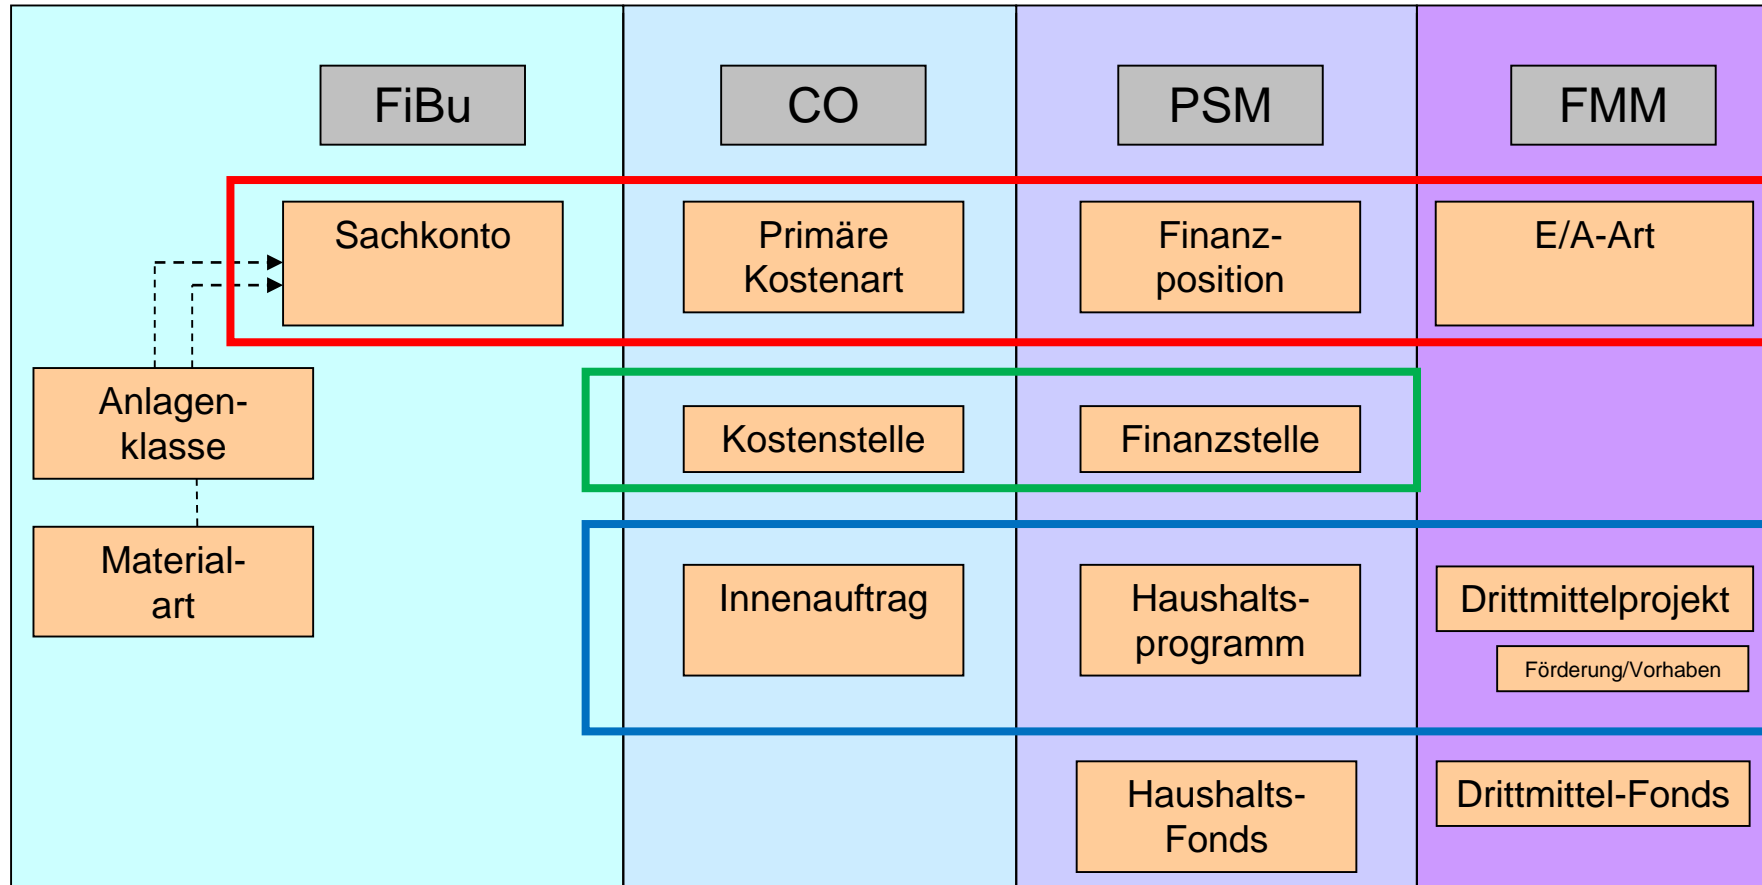 FiBu
CO
PSM
FMM
Sachkonto
Primäre
Kostenart
Finanz-
position
E/A-Art
Anlagen-
klasse
Kostenstelle
Finanzstelle
Material-
art
Innenauftrag
Haushalts-
programm
Drittmittelprojekt
Förderung/Vorhaben
Haushalts-
Fonds
Drittmittel-Fonds